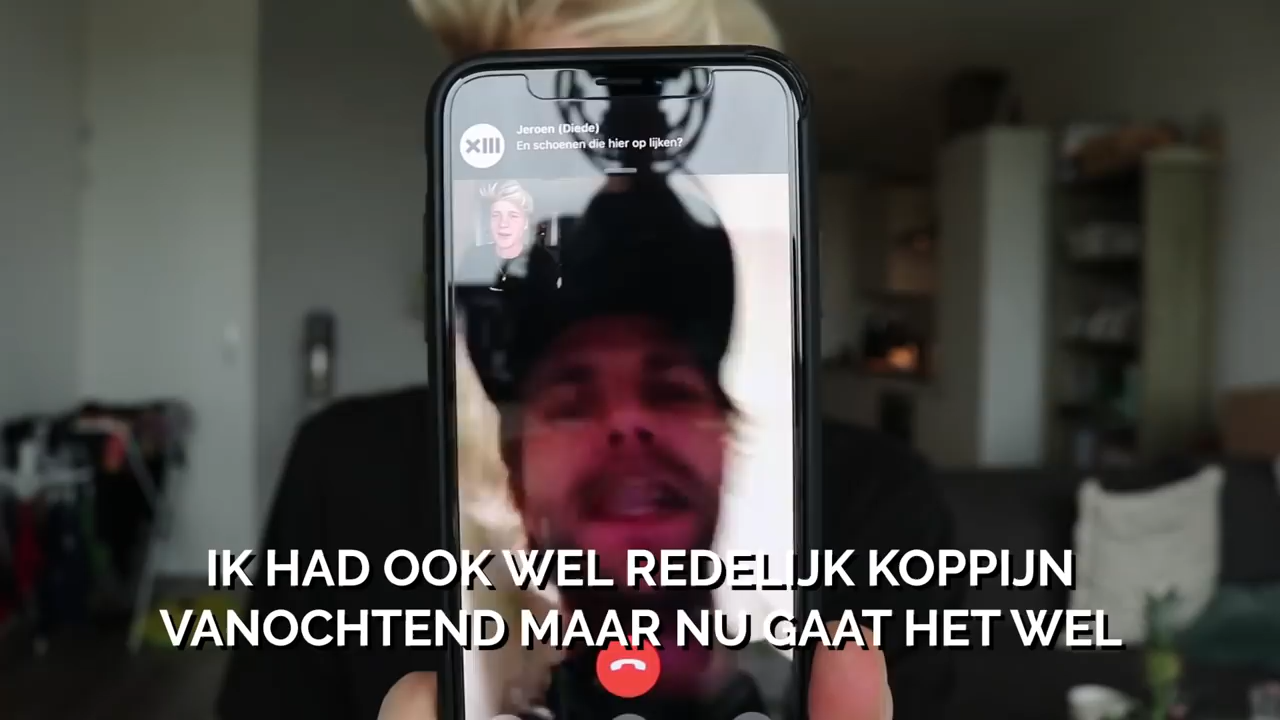 XIII
Jeroen (Diede)
En schoenen die hier op lijken?
IK HAD OOK WEL REDELIJK KOPPIJN
VANOCHTEND MAAR NU GAAT HET WEL